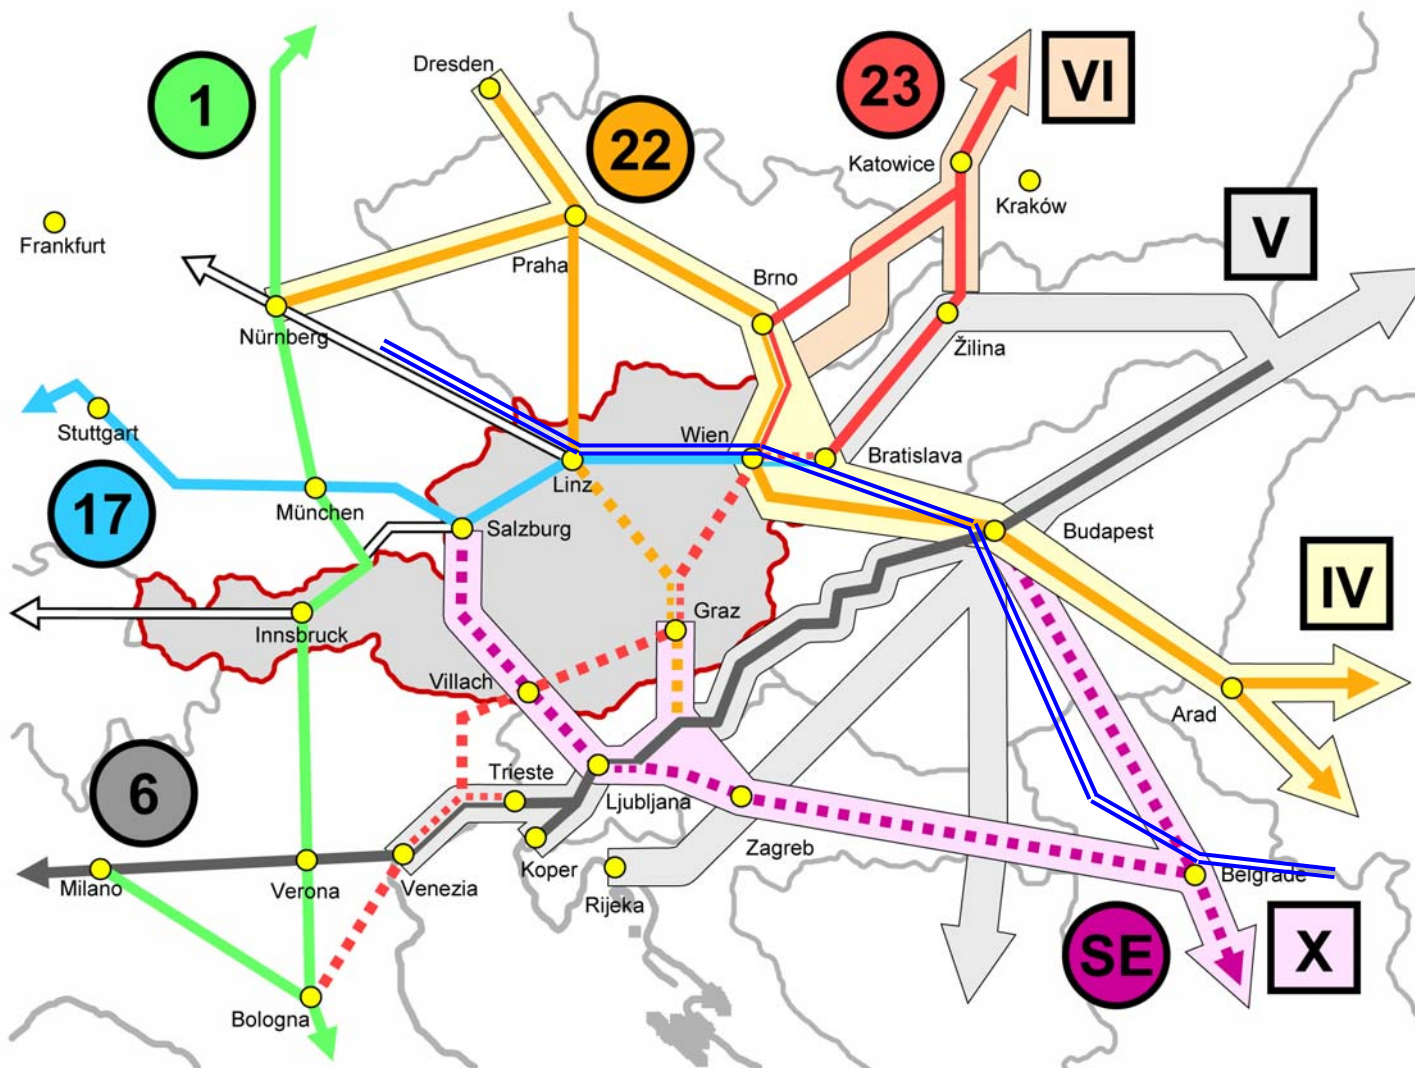 Dresden
1
22
23
VI
Katowice
Kraków
V
Frankfurt
Praha
Brno
Nürnberg
Žilina
Stuttgart
Wien
Bratislava
Linz
17
München
Salzburg
Budapest
IV
Innsbruck
Graz
Villach
Arad
6
Trieste
Ljubljana
Zagreb
Milano
Verona
Venezia
Koper
Rijeka
Belgrade
SE
X
Bologna